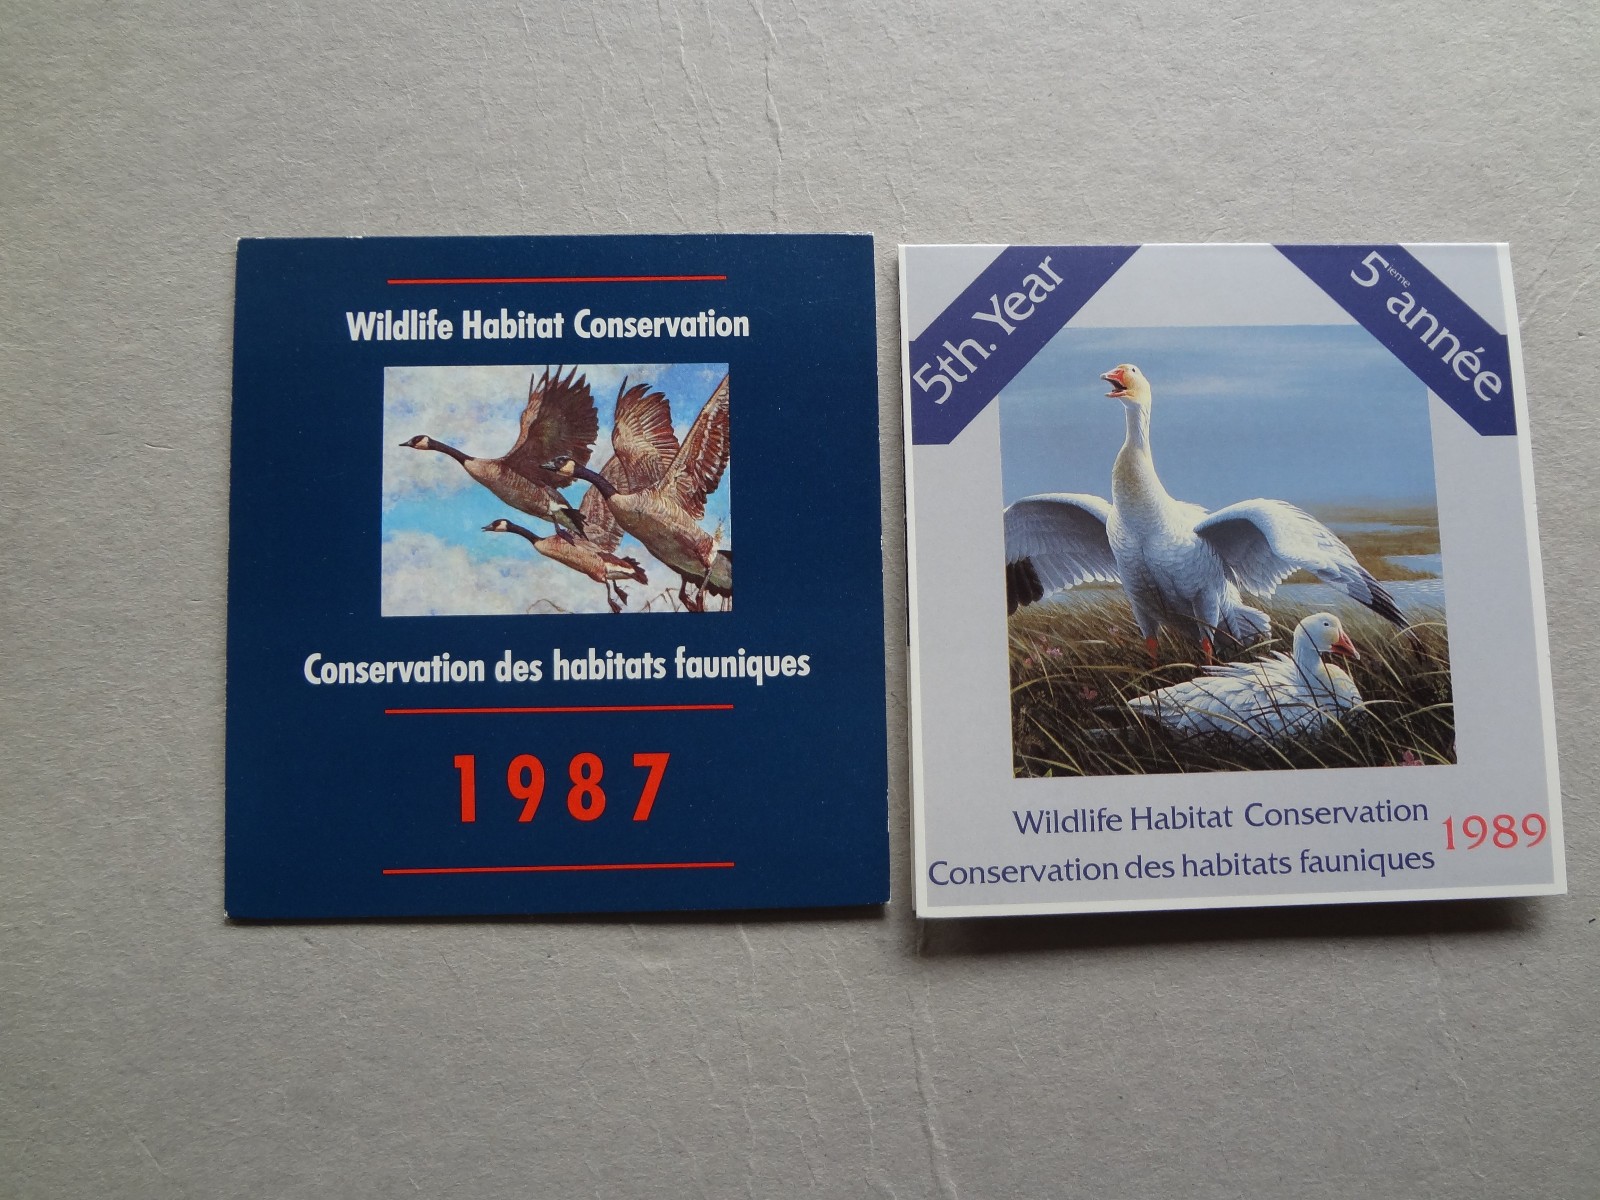 Wildlife Habitat Conservation
Conservation des habitats fauniques
1987
5th. Year
5ième année
Wildlife Habitat Conservation
Conservation des habitats fauniques
1989